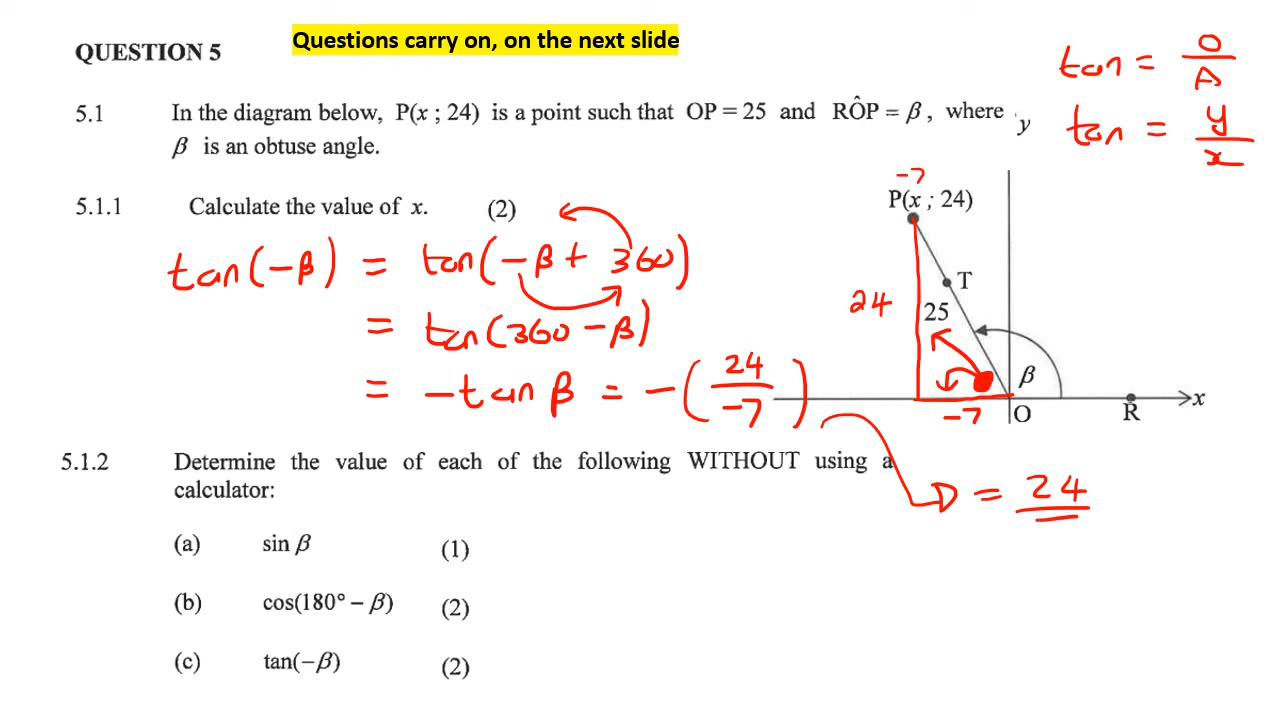 Questions carry on, on the next slide
QUESTION 5
tan = O/A
5.1 In the diagram below, P(x ; 24) is a point such that OP = 25 and RÔP = β, where
β is an obtuse angle.
y
tan = y/x
-7
5.1.1 Calculate the value of x. (2)
P(x ; 24)
tan(-β) = tan(-β + 360)
T
24
25
= tan(360 - β)
= -tan β = -(24/-7)
β
-7
O
R
x
5.1.2 Determine the value of each of the following WITHOUT using a
calculator:
= 24
(a) sin β (1)
(b) cos(180° – β) (2)
(c) tan(−β) (2)